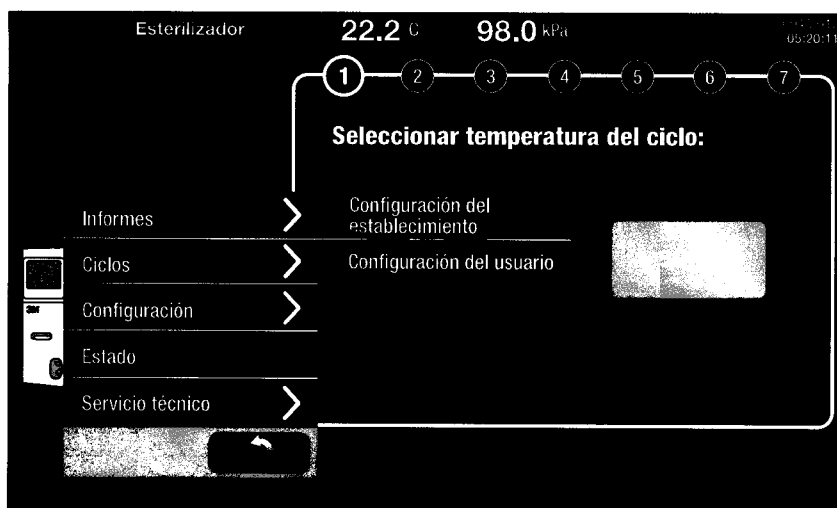 Esterilizador 22.2 C 98.0 kPa
05:20:11
1 2 3 4 5 6 7
Seleccionar temperatura del ciclo:
Informes
Ciclos
Configuración
Estado
Servicio técnico
Configuración del
establecimiento
Configuración del usuario
3M